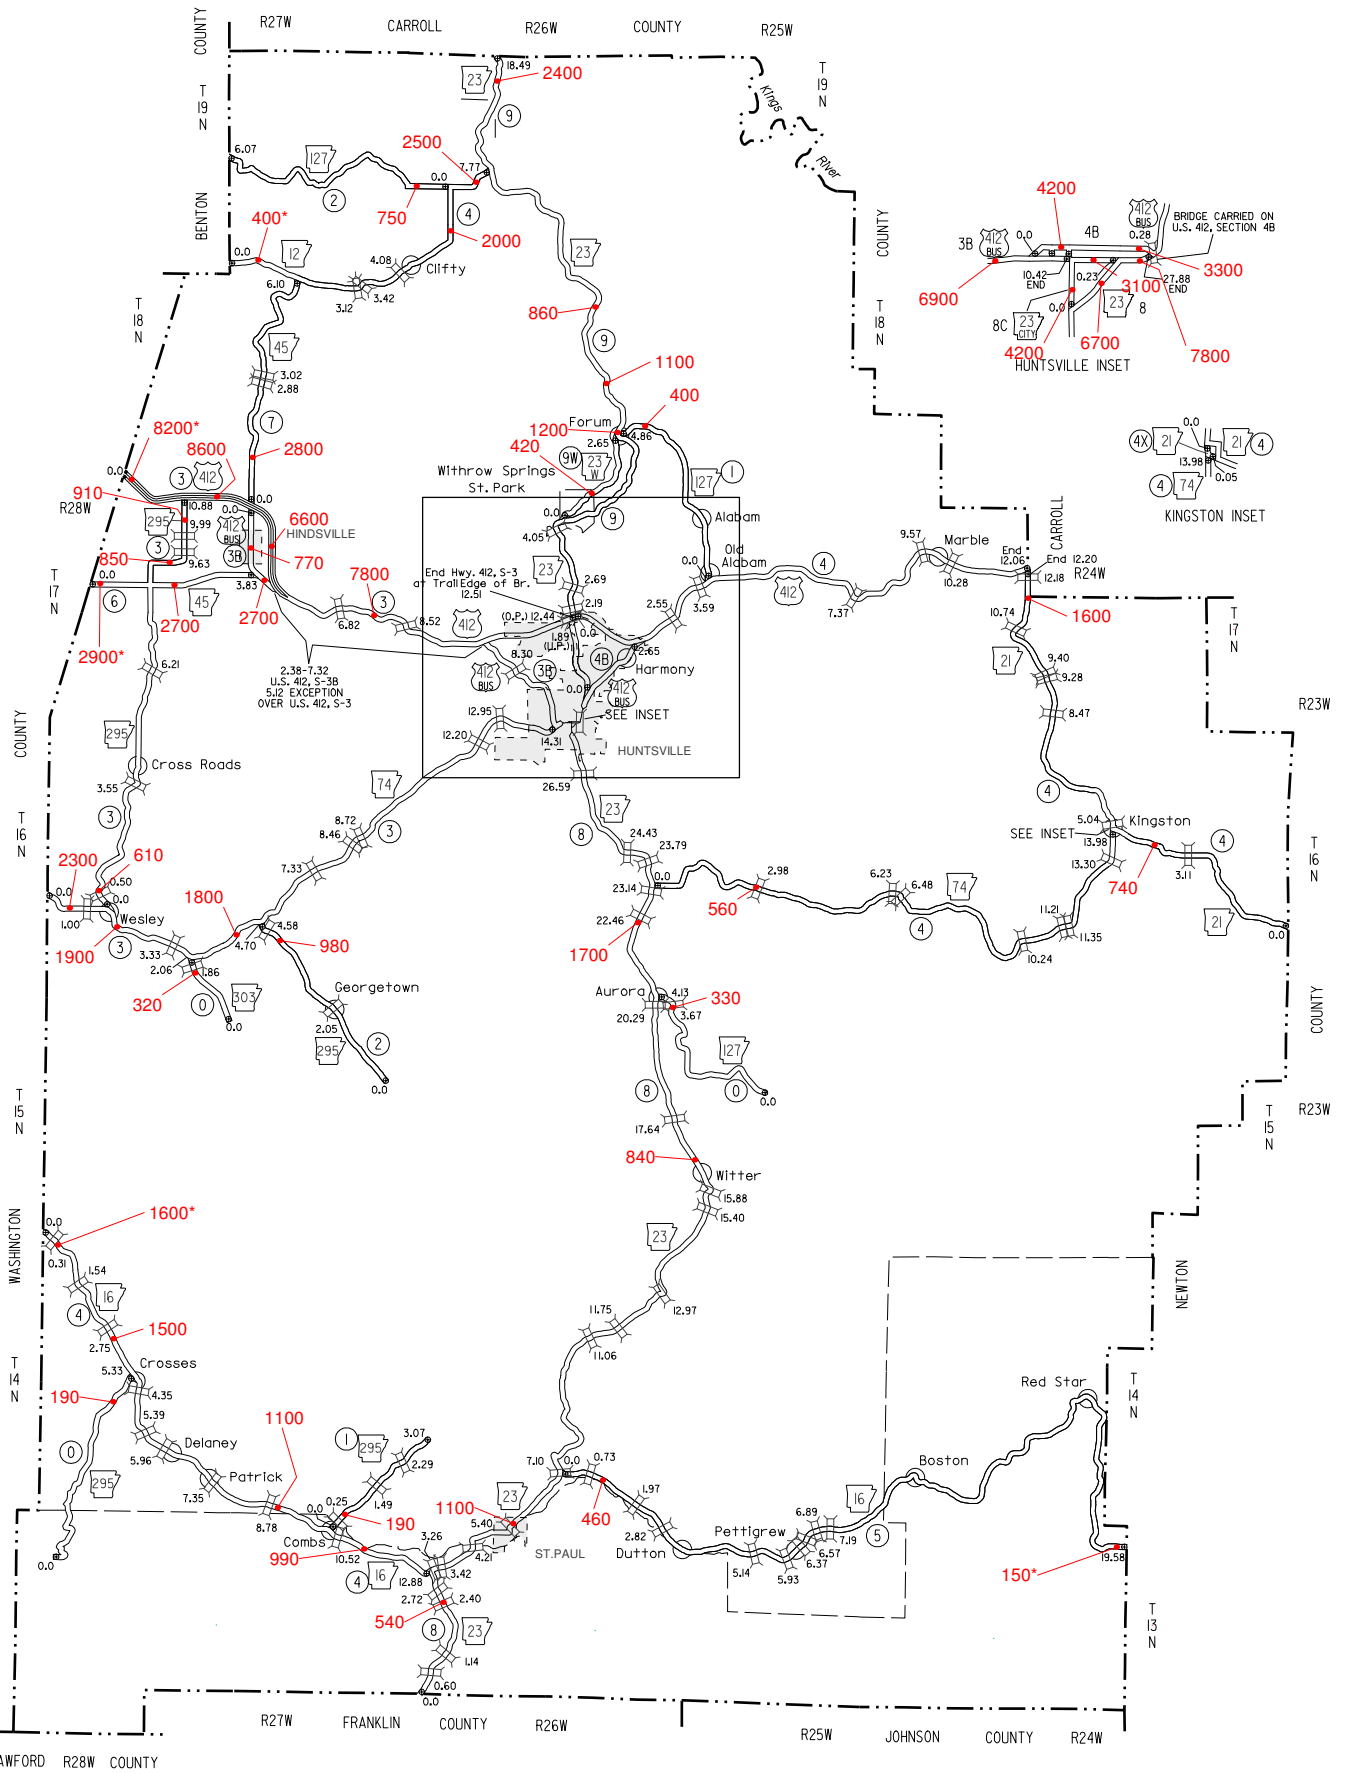 COUNTY
R27W
CARROLL
R26W
COUNTY
R25W
T
19
N
23
18.49
2400
9
T
19
N
Kings
River
BENTON
6.07
127
2
2500
7.77
0.0
750
4
2000
400*
0.0
12
4.08
Clifty
6.10
3.12
3.42
23
860
9
1100
COUNTY
T
18
N
T
18
N
45
3.02
2.88
7
2800
4200
412
BUS
BRIDGE CARRIED ON
U.S. 412, SECTION 4B
3B
412
BUS
0.0
4B
0.28
6900
10.42
END
0.23
3100
3300
27.88
END
8C
23
CITY
0.0
23
8
4200
6700
7800
HUNTSVILLE INSET
400
Forum
1200
4.86
2.65
420
9W
23
W
Withrow Springs
St. Park
127
1
0.0
9
4.05
Alabam
0.0
4X
21
21
4
13.98
0.05
4
74
KINGSTON INSET
8200*
8600
0.0
3
412
910
R28W
10.88
0.0
0.0
295
9.99
412
BUS
6600
HINDSVILLE
3
3B
850
9.63
770
0.0
T
17
N
6
3.83
45
2700
2700
2900*
7800
3
6.82
8.52
412
End Hwy. 412, S-3
at Trail Edge of Br.
12.51
23
2.69
2.19
(O.P.) 12.44
1.89
(U.P.)
0.0
Old
Alabam
0.0
3.59
2.55
4
412
7.37
9.57
Marble
10.28
End
12.06
CARROLL
End 12.20
12.18
R24W
1600
10.74
21
9.40
9.28
8.47
T
17
N
R23W
2.38-7.32
U.S. 412, S-3B
5.12 EXCEPTION
OVER U.S. 412, S-3
8.30
412
BUS
3B
4B
2.65
Harmony
0.0
412
BUS
SEE INSET
12.95
12.20
14.31
HUNTSVILLE
26.59
6.21
295
Cross Roads
3.55
3
COUNTY
T
16
N
74
8.72
8.46
3
7.33
23
8
24.43
23.79
23.14
4
5.04
Kingston
SEE INSET
13.98
13.30
4
740
3.11
21
0.0
T
16
N
2300
610
0.0
0.50
0.0
1.00
Wesley
1900
3
3.33
1800
4.70
4.58
980
2.06
1.86
320
0
303
0.0
Georgetown
2.05
295
2
0.0
22.46
1700
560
2.98
6.23
6.48
74
4
11.21
11.35
10.24
Aurora
4.13
330
20.29
3.67
127
0
0.0
8
17.64
840
Witter
15.88
15.40
COUNTY
T
15
N
T
15
N
R23W
WASHINGTON
0.0
1600*
0.31
1.54
16
4
1500
2.75
Crosses
5.33
4.35
190
5.39
0
295
0.0
T
14
N
5.96
Delaney
Patrick
7.35
1100
8.78
23
12.97
11.75
11.06
NEWTON
T
14
N
Red Star
Boston
1
295
3.07
2.29
1.49
0.25
0.0
190
Combs
990
10.52
4
16
12.88
3.26
3.42
4.21
5.40
1100
23
ST.PAUL
7.10
0.0
0.73
460
1.97
2.82
Dutton
Pettigrew
5.14
5.93
6.37
6.57
6.89
7.19
16
5
150*
19.58
2.72
2.40
540
8
23
1.14
0.60
0.0
T
13
N
R27W
FRANKLIN
COUNTY
R26W
R25W
JOHNSON
COUNTY
R24W
AWFORD
R28W
COUNTY